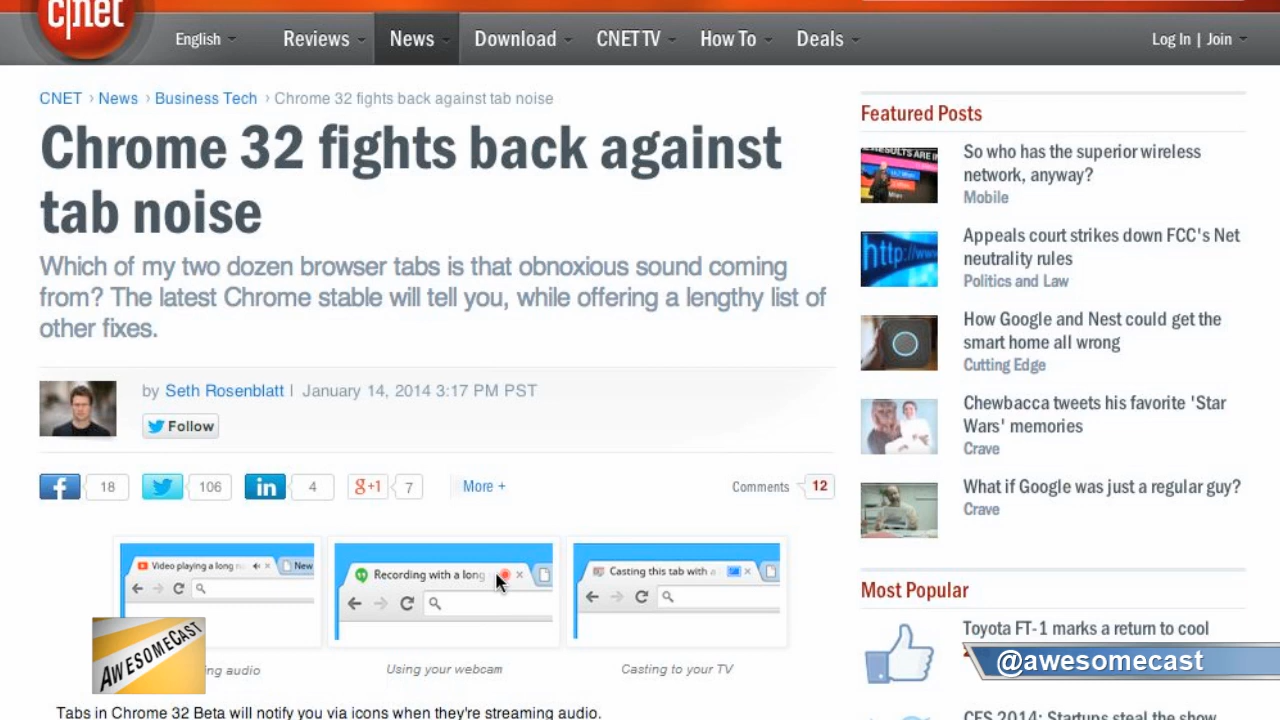 c|net
English
Reviews
News
Download
CNET TV
How To
Deals
Log In | Join
CNET › News › Business Tech › Chrome 32 fights back against tab noise
Chrome 32 fights back against
tab noise
Which of my two dozen browser tabs is that obnoxious sound coming
from? The latest Chrome stable will tell you, while offering a lengthy list of
other fixes.
by Seth Rosenblatt | January 14, 2014 3:17 PM PST
Follow
18
106
in
4
g+1
7
More +
Comments
12
Video playing a long
New
Recording with a long
Casting this tab with a
ing audio
Using your webcam
Casting to your TV
Tabs in Chrome 32 Beta will notify you via icons when they're streaming audio.
AWESOMECAST
Featured Posts
So who has the superior wireless
network, anyway?
Mobile
http://www
Appeals court strikes down FCC's Net
neutrality rules
Politics and Law
How Google and Nest could get the
smart home all wrong
Cutting Edge
Chewbacca tweets his favorite 'Star
Wars' memories
Crave
What if Google was just a regular guy?
Crave
Most Popular
Toyota FT-1 marks a return to cool
@awesomecast
CES 2014: Startups steal the show